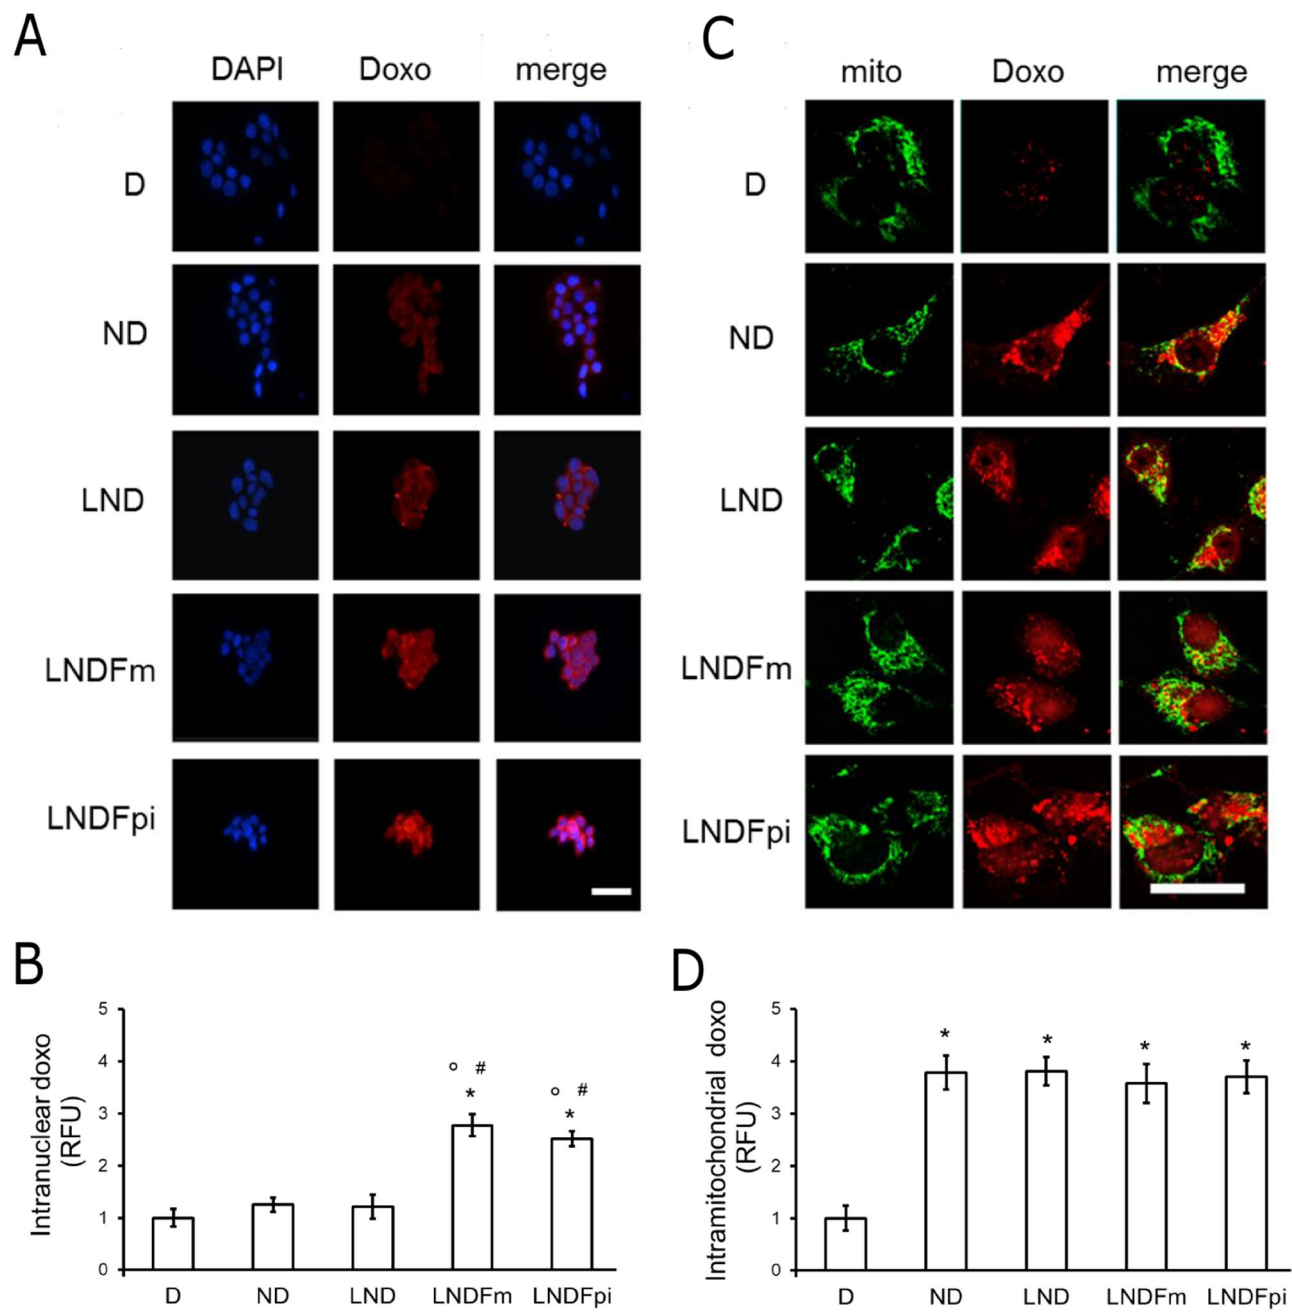 A
DAPI Doxo merge
D
ND
LND
LNDFm
LNDFpi
C
mito Doxo merge
D
ND
LND
LNDFm
LNDFpi
B
Intranuclear doxo
(RFU)
5
4
3
2
1
0
° #
*
° #
*
D ND LND LNDFm LNDFpi
D
Intramitochondrial doxo
(RFU)
5
4
3
2
1
0
* * * *
D ND LND LNDFm LNDFpi